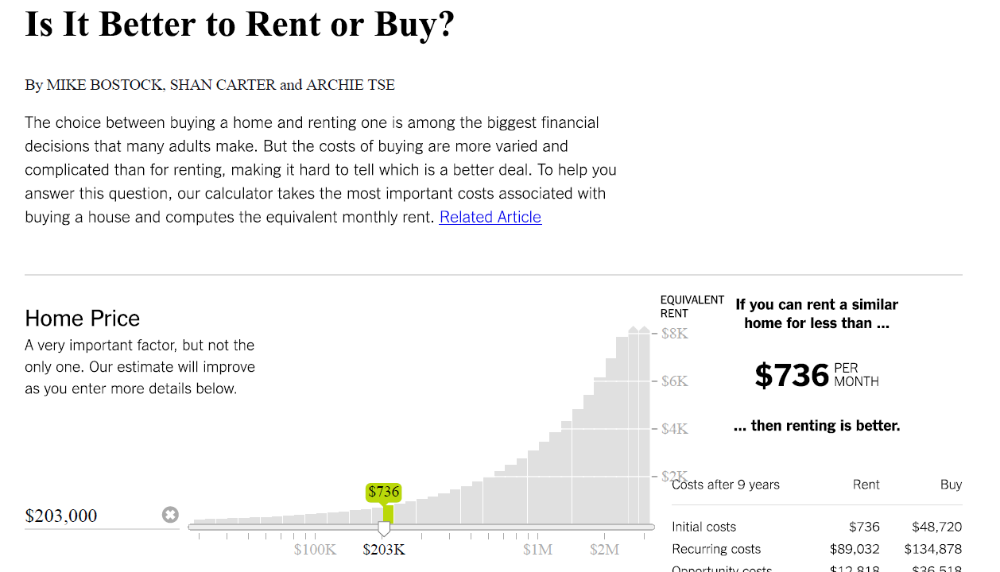 Is It Better to Rent or Buy?
By MIKE BOSTOCK, SHAN CARTER and ARCHIE TSE
The choice between buying a home and renting one is among the biggest financial
decisions that many adults make. But the costs of buying are more varied and
complicated than for renting, making it hard to tell which is a better deal. To help you
answer this question, our calculator takes the most important costs associated with
buying a house and computes the equivalent monthly rent. Related Article
Home Price
A very important factor, but not the
only one. Our estimate will improve
as you enter more details below.
$203,000
EQUIVALENT
RENT
$8K
$6K
$4K
$2K
$736
$100K $203K $1M $2M
If you can rent a similar
home for less than ...
$736 PER MONTH
... then renting is better.
Costs after 9 years Rent Buy
Initial costs $736 $48,720
Recurring costs $89,032 $134,878
Opportunity costs $12,818 $36,518